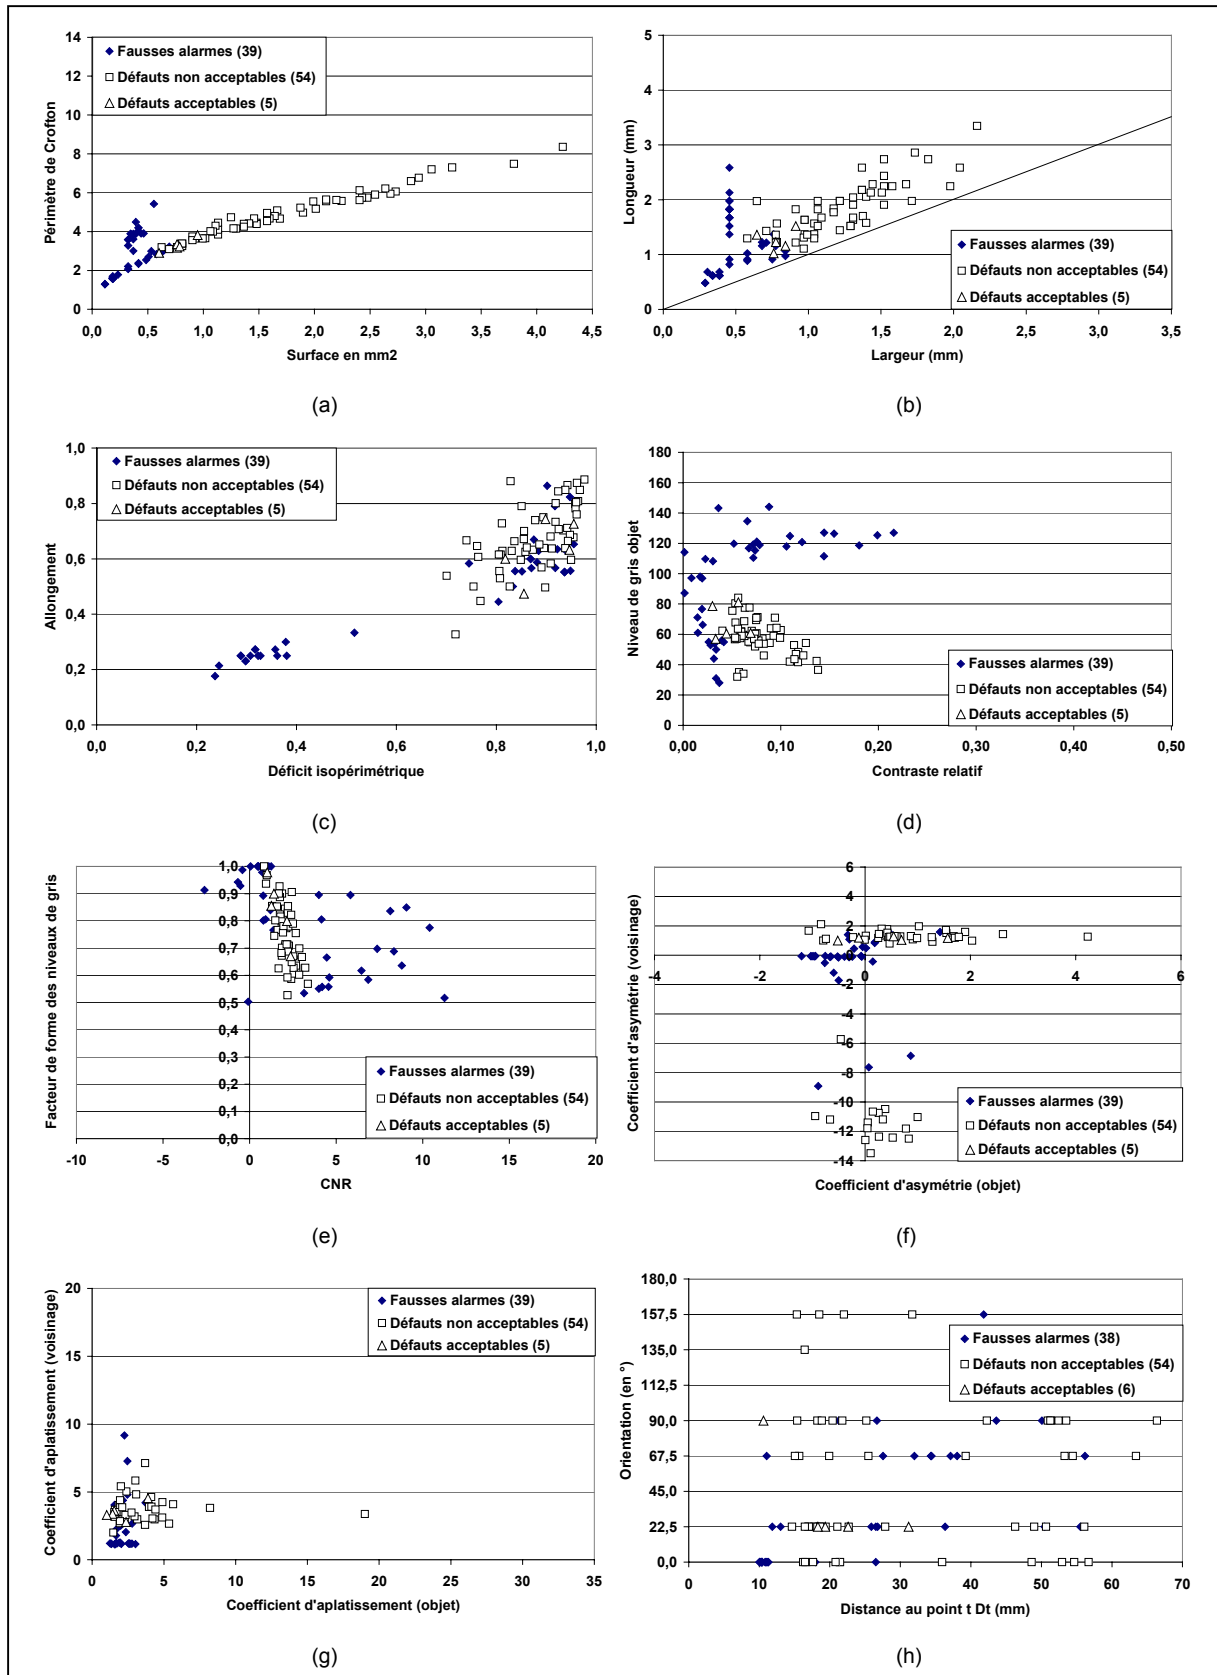 Périmètre de Crofton
14
12
10
8
6
4
2
0
0,0 0,5 1,0 1,5 2,0 2,5 3,0 3,5 4,0 4,5
Surface en mm2
Fausses alarmes (39)
Défauts non acceptables (54)
Défauts acceptables (5)
(a)
Longueur (mm)
5
4
3
2
1
0
0,0 0,5 1,0 1,5 2,0 2,5 3,0 3,5
Largeur (mm)
Fausses alarmes (39)
Défauts non acceptables (54)
Défauts acceptables (5)
(b)
Allongement
1,0
0,8
0,6
0,4
0,2
0,0
0,0 0,2 0,4 0,6 0,8 1,0
Déficit isopérimétrique
Fausses alarmes (39)
Défauts non acceptables (54)
Défauts acceptables (5)
(c)
Niveau de gris objet
180
160
140
120
100
80
60
40
20
0
0,00 0,10 0,20 0,30 0,40 0,50
Contraste relatif
Fausses alarmes (39)
Défauts non acceptables (54)
Défauts acceptables (5)
(d)
Facteur de forme des niveaux de gris
1,0
0,9
0,8
0,7
0,6
0,5
0,4
0,3
0,2
0,1
0,0
-10 -5 0 5 10 15 20
CNR
Fausses alarmes (39)
Défauts non acceptables (54)
Défauts acceptables (5)
(e)
Coefficient d'asymétrie (voisinage)
6
4
2
0
-2
-4
-6
-8
-10
-12
-14
-4 -2 0 2 4 6
Coefficient d'asymétrie (objet)
Fausses alarmes (39)
Défauts non acceptables (54)
Défauts acceptables (5)
(f)
Coefficient d'aplatissement (voisinage)
20
15
10
5
0
0 5 10 15 20 25 30 35
Coefficient d'aplatissement (objet)
Fausses alarmes (39)
Défauts non acceptables (54)
Défauts acceptables (5)
(g)
Orientation (en °)
180,0
157,5
135,0
112,5
90,0
67,5
45,0
22,5
0,0
0 10 20 30 40 50 60 70
Distance au point t Dt (mm)
Fausses alarmes (38)
Défauts non acceptables (54)
Défauts acceptables (6)
(h)